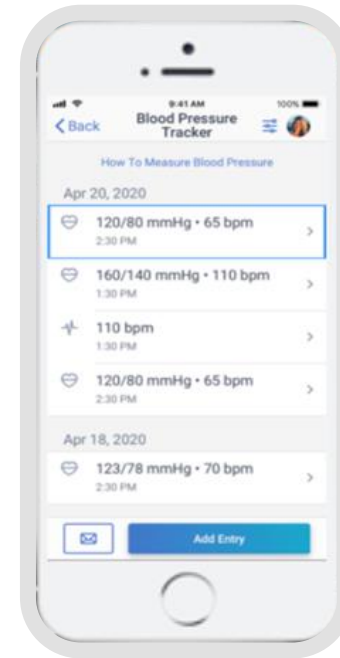 9:41 AM
100%
Back
Blood Pressure
Tracker
How To Measure Blood Pressure
Apr 20, 2020
120/80 mmHg • 65 bpm
2:30 PM
160/140 mmHg • 110 bpm
1:30 PM
110 bpm
1:30 PM
120/80 mmHg • 65 bpm
2:30 PM
Apr 18, 2020
123/78 mmHg • 70 bpm
2:30 PM
Add Entry